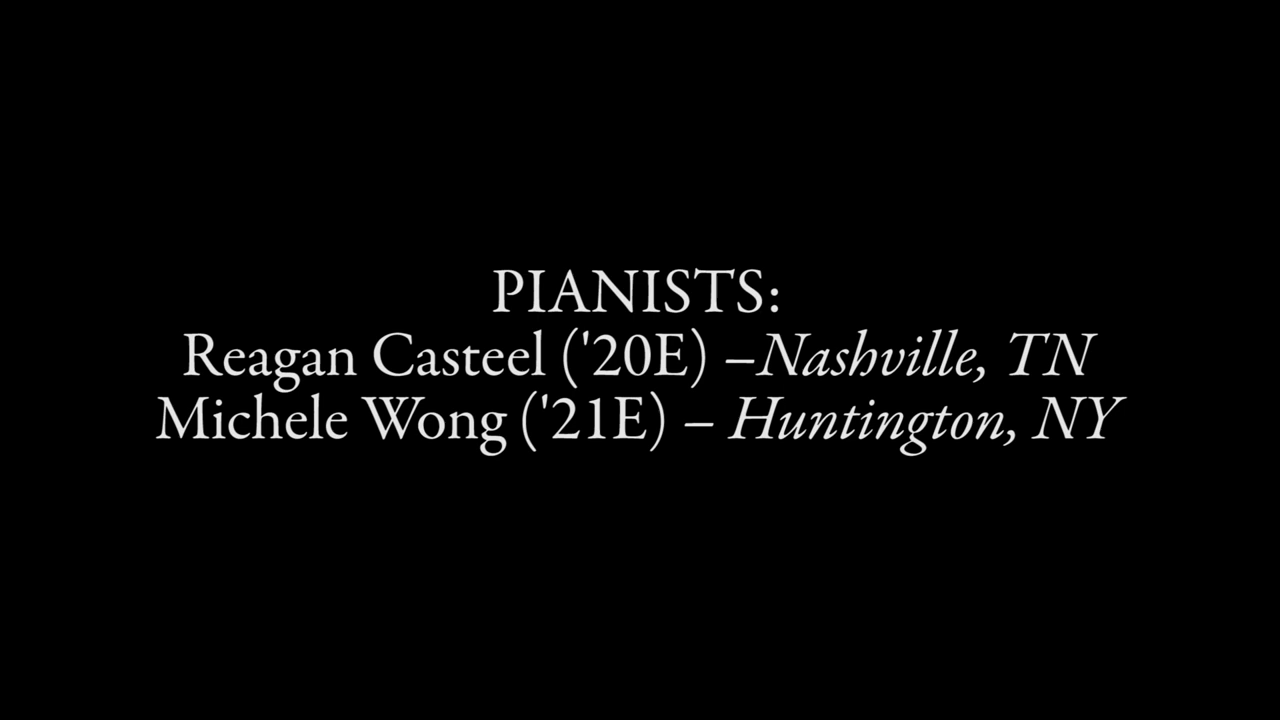 PIANISTS:
Reagan Casteel ('20E) –Nashville, TN
Michele Wong ('21E) – Huntington, NY